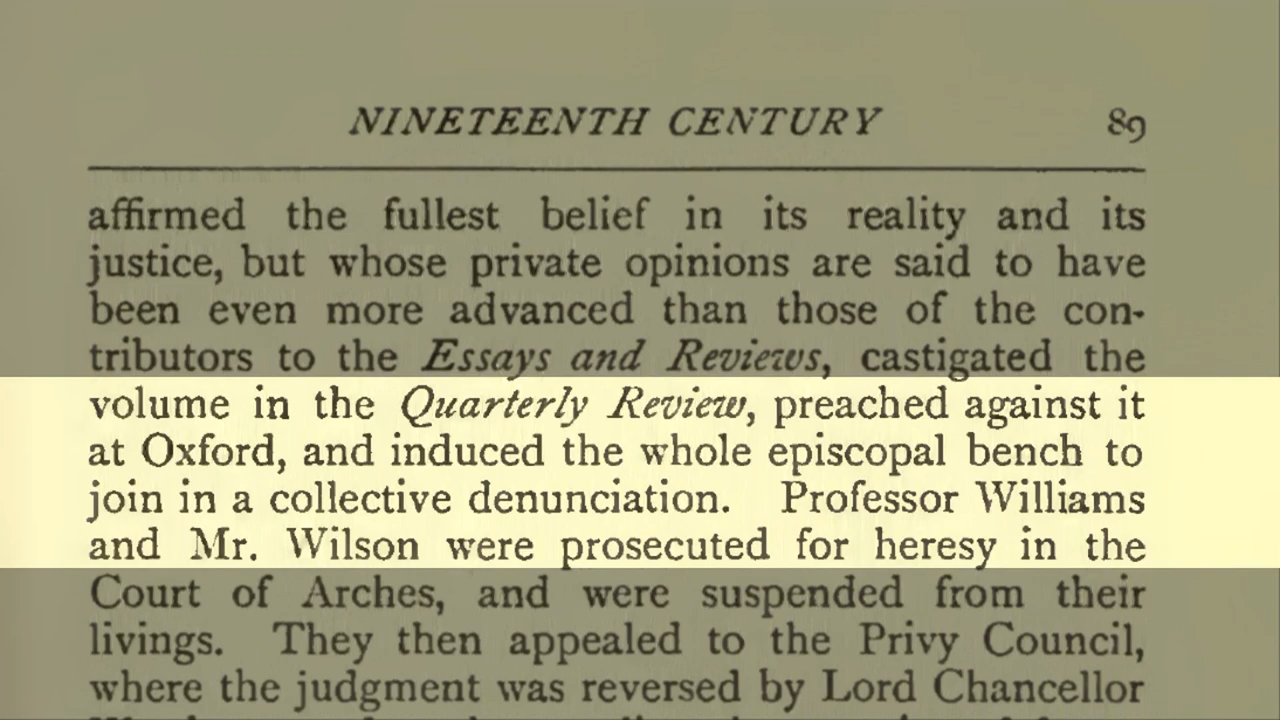 NINETEENTH CENTURY 89
affirmed the fullest belief in its reality and its
justice, but whose private opinions are said to have
been even more advanced than those of the con-
tributors to the Essays and Reviews, castigated the
volume in the Quarterly Review, preached against it
at Oxford, and induced the whole episcopal bench to
join in a collective denunciation. Professor Williams
and Mr. Wilson were prosecuted for heresy in the
Court of Arches, and were suspended from their
livings. They then appealed to the Privy Council,
where the judgment was reversed by Lord Chancellor